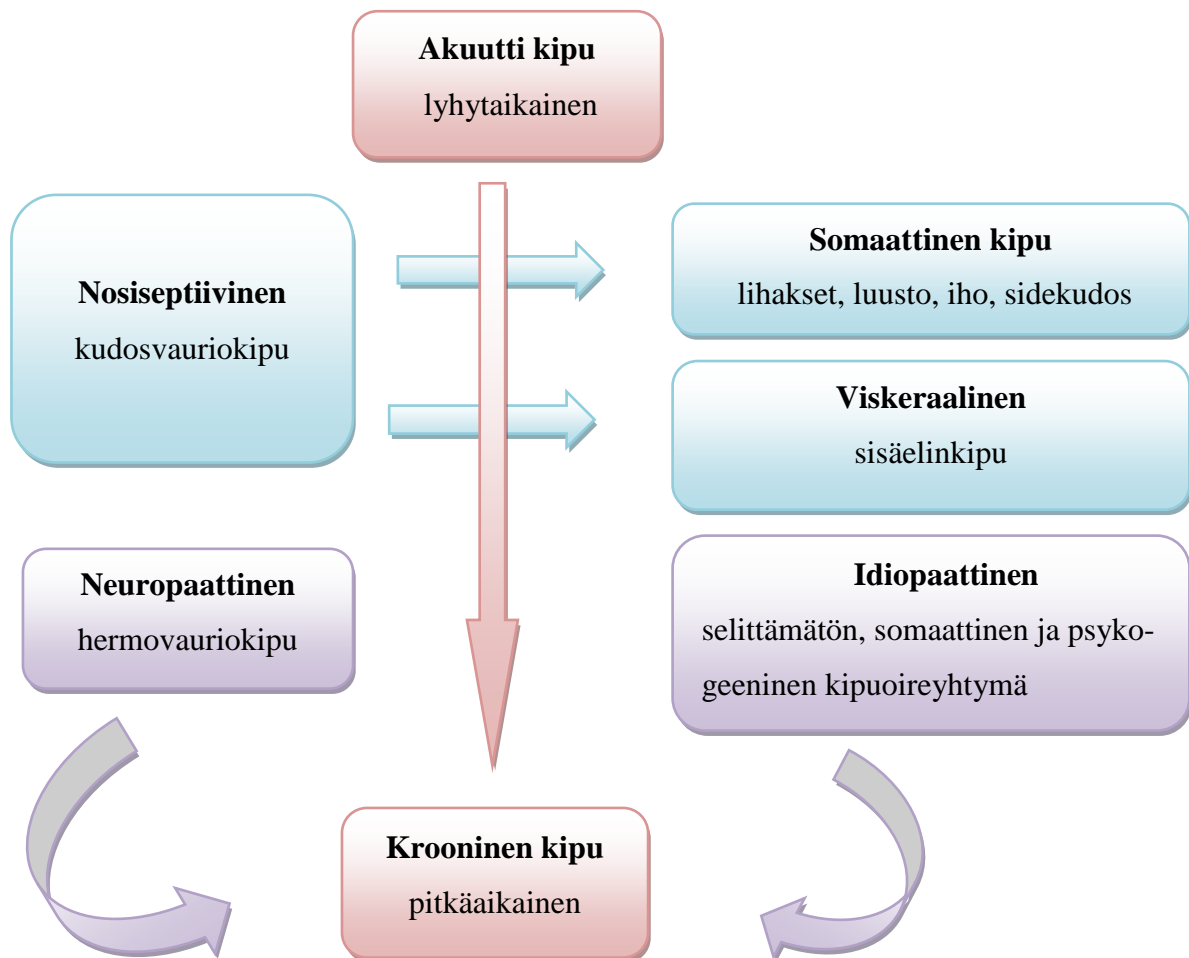 Akuutti kipu
lyhytaikainen
Nosiseptiivinen
kudosvauriokipu
Somaattinen kipu
lihakset, luusto, iho, sidekudos
Viskeraalinen
sisäelinkipu
Neuropaattinen
hermovauriokipu
Idiopaattinen
selittämätön, somaattinen ja psyko-
geeninen kipuoireyhtymä
Krooninen kipu
pitkäaikainen